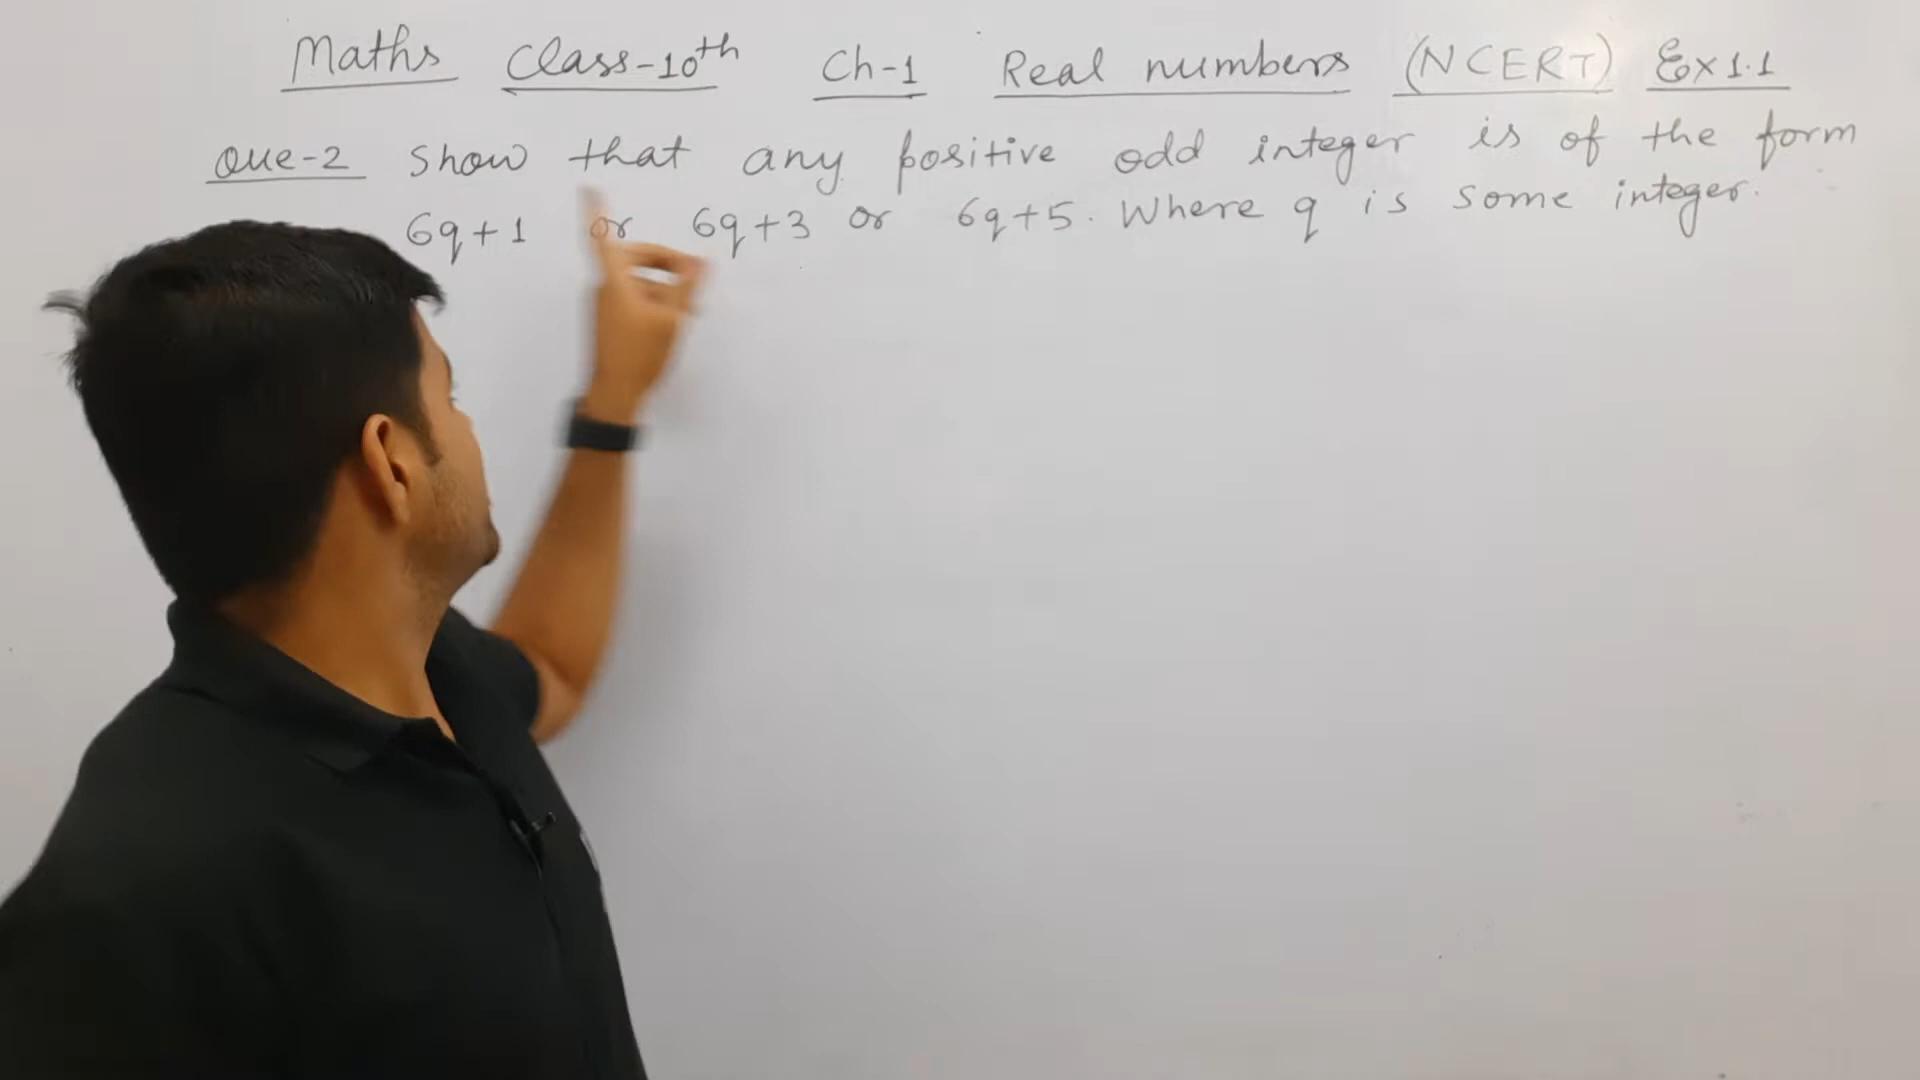 Maths Class-10th Ch-1 Real numbers (NCERT) Ex 1.1
Que-2 Show that any positive odd integer is of the form
6q+1 or 6q+3 or 6q+5. Where q is some integer.